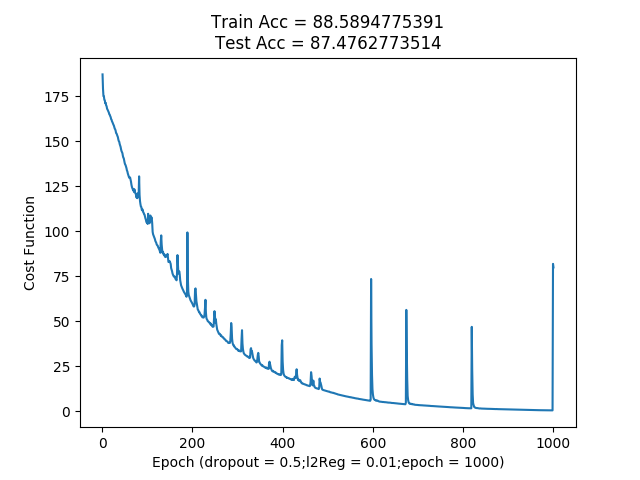 Train Acc = 88.5894775391
Test Acc = 87.4762773514
175
150
125
100
75
50
25
0
Cost Function
0 200 400 600 800 1000
Epoch (dropout = 0.5;l2Reg = 0.01;epoch = 1000)